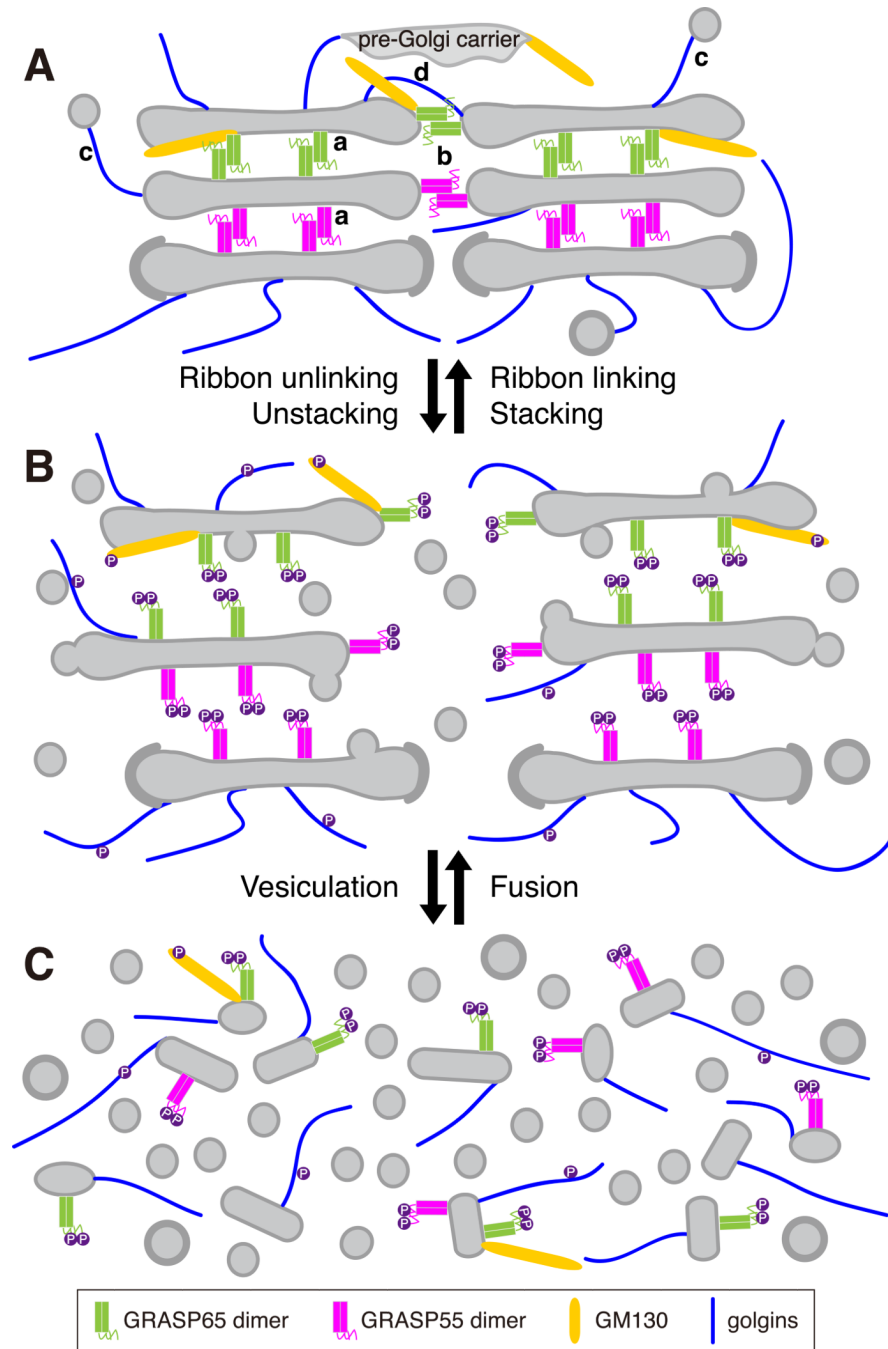 A
pre-Golgi carrier
d
c
c
a
b
a
Ribbon unlinking
Unstacking
Ribbon linking
Stacking
B
P
P
P
P
P
P
P
P P
P P
P P
P P
P
P
P P
P P
P P
P P
P
P
P
P
P P
P P
P P
P P
P
P P
P P
P P
P P
P
P
P
Vesiculation
Fusion
C
P
P P
P P
P P
P P
P
P P
P
P
P P
P
P P
P P
P P
P P
P P
GRASP65 dimer
GRASP55 dimer
GM130
golgins